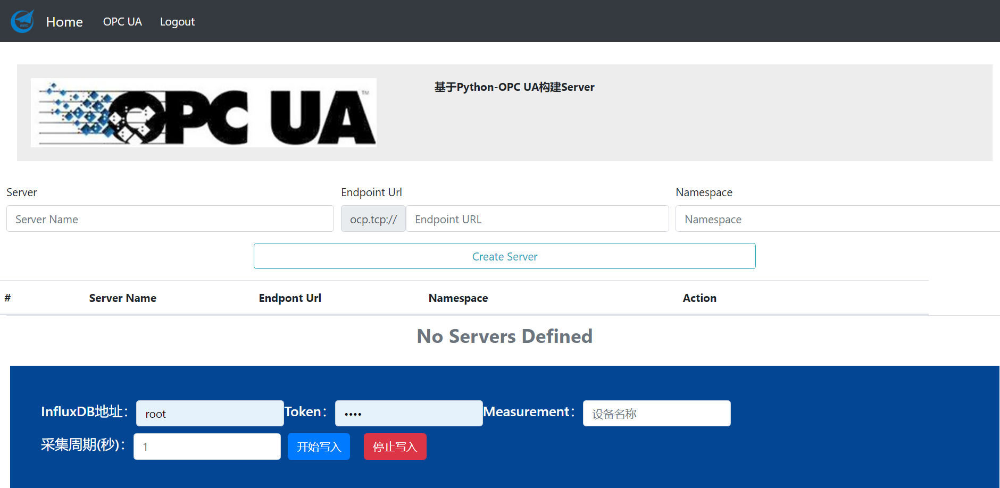 AVIC Home OPC UA Logout
OPC UA™ 基于Python-OPC UA构建Server
Server Endpoint Url Namespace
Server Name ocp.tcp:// Endpoint URL Namespace
Create Server
# Server Name Endpont Url Namespace Action
No Servers Defined
InfluxDB地址： root Token： •••• Measurement： 设备名称
采集周期(秒)： 1 开始写入 停止写入